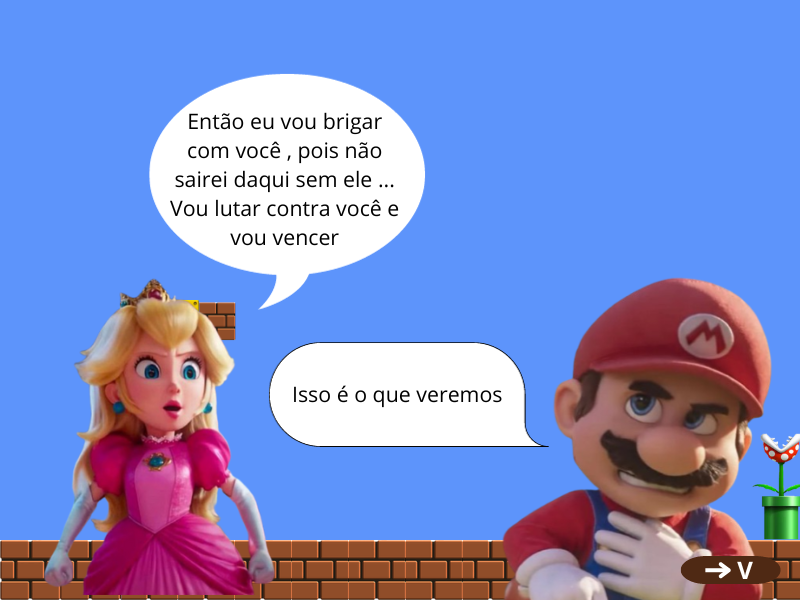 Então eu vou brigar
com você , pois não
sairei daqui sem ele ...
Vou lutar contra você e
vou vencer
Isso é o que veremos
M
→ V